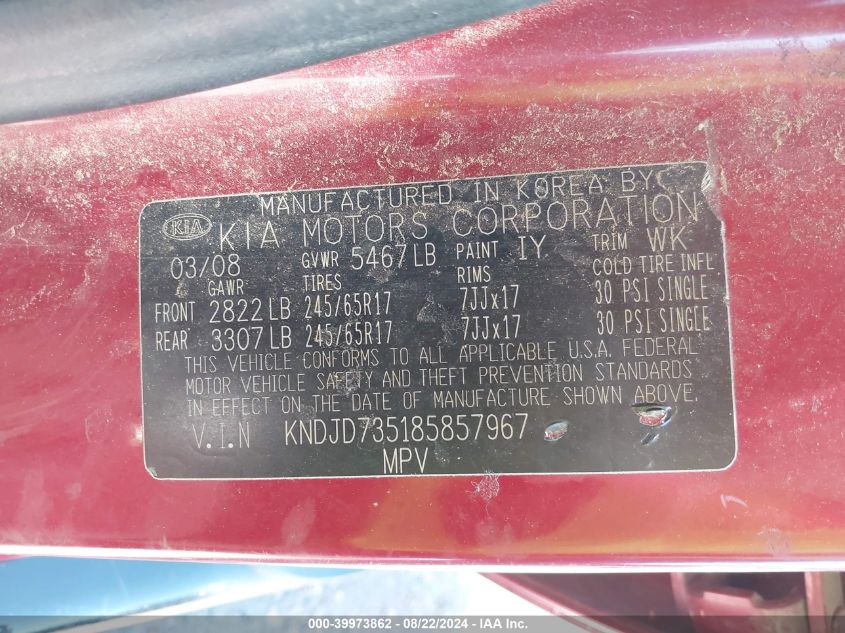 MANUFACTURED IN KOREA BY
KIA KIA MOTORS CORPORATION
03/08 GVWR 5467LB PAINT IY TRIM WK
GAWR TIRES RIMS COLD TIRE INFL
FRONT 2822LB 245/65R17 7JJx17 30 PSI SINGLE
REAR 3307LB 245/65R17 7JJx17 30 PSI SINGLE
THIS VEHICLE CONFORMS TO ALL APPLICABLE U.S.A. FEDERAL
MOTOR VEHICLE SAFETY AND THEFT PREVENTION STANDARDS
IN EFFECT ON THE DATE OF MANUFACTURE SHOWN ABOVE.
V.I.N KNDJD735185857967
MPV
000-39973862 - 08/22/2024 - IAA Inc.